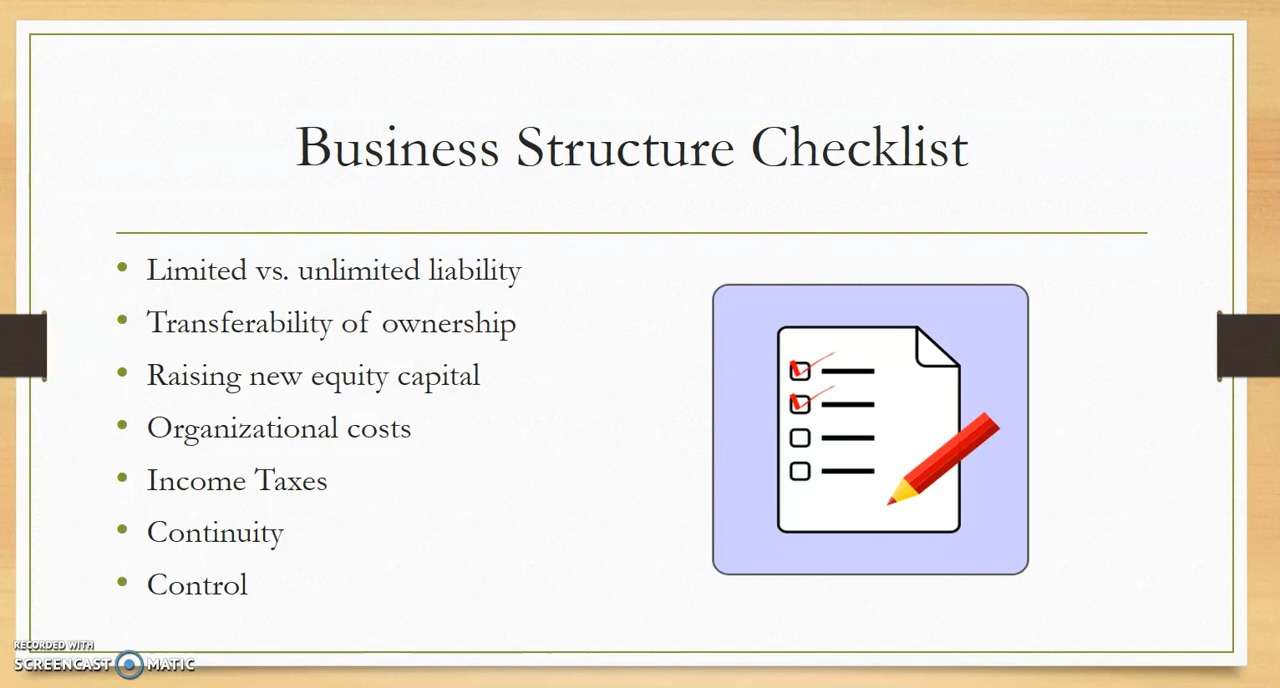 Business Structure Checklist
Limited vs. unlimited liability
Transferability of ownership
Raising new equity capital
Organizational costs
Income Taxes
Continuity
Control
RECORDED WITH
SCREENCAST MATIC